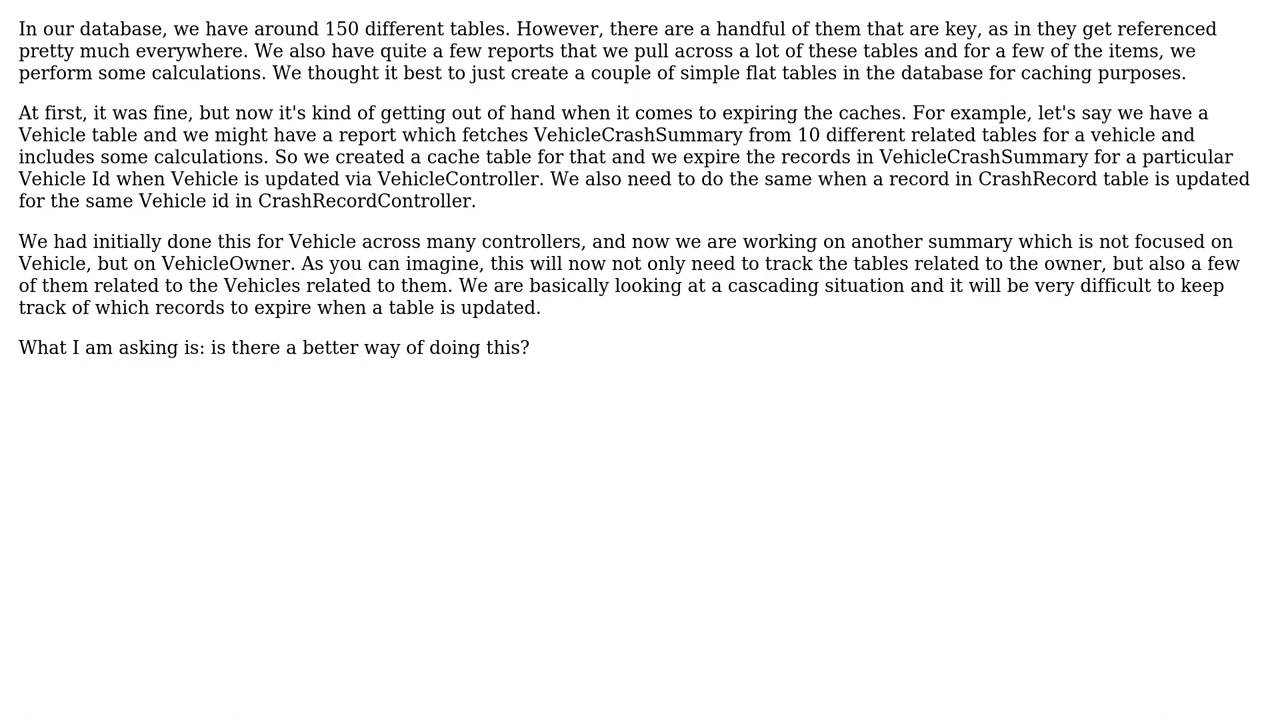 In our database, we have around 150 different tables. However, there are a handful of them that are key, as in they get referenced
pretty much everywhere. We also have quite a few reports that we pull across a lot of these tables and for a few of the items, we
perform some calculations. We thought it best to just create a couple of simple flat tables in the database for caching purposes.
At first, it was fine, but now it's kind of getting out of hand when it comes to expiring the caches. For example, let's say we have a
Vehicle table and we might have a report which fetches VehicleCrashSummary from 10 different related tables for a vehicle and
includes some calculations. So we created a cache table for that and we expire the records in VehicleCrashSummary for a particular
Vehicle Id when Vehicle is updated via VehicleController. We also need to do the same when a record in CrashRecord table is updated
for the same Vehicle id in CrashRecordController.
We had initially done this for Vehicle across many controllers, and now we are working on another summary which is not focused on
Vehicle, but on VehicleOwner. As you can imagine, this will now not only need to track the tables related to the owner, but also a few
of them related to the Vehicles related to them. We are basically looking at a cascading situation and it will be very difficult to keep
track of which records to expire when a table is updated.
What I am asking is: is there a better way of doing this?